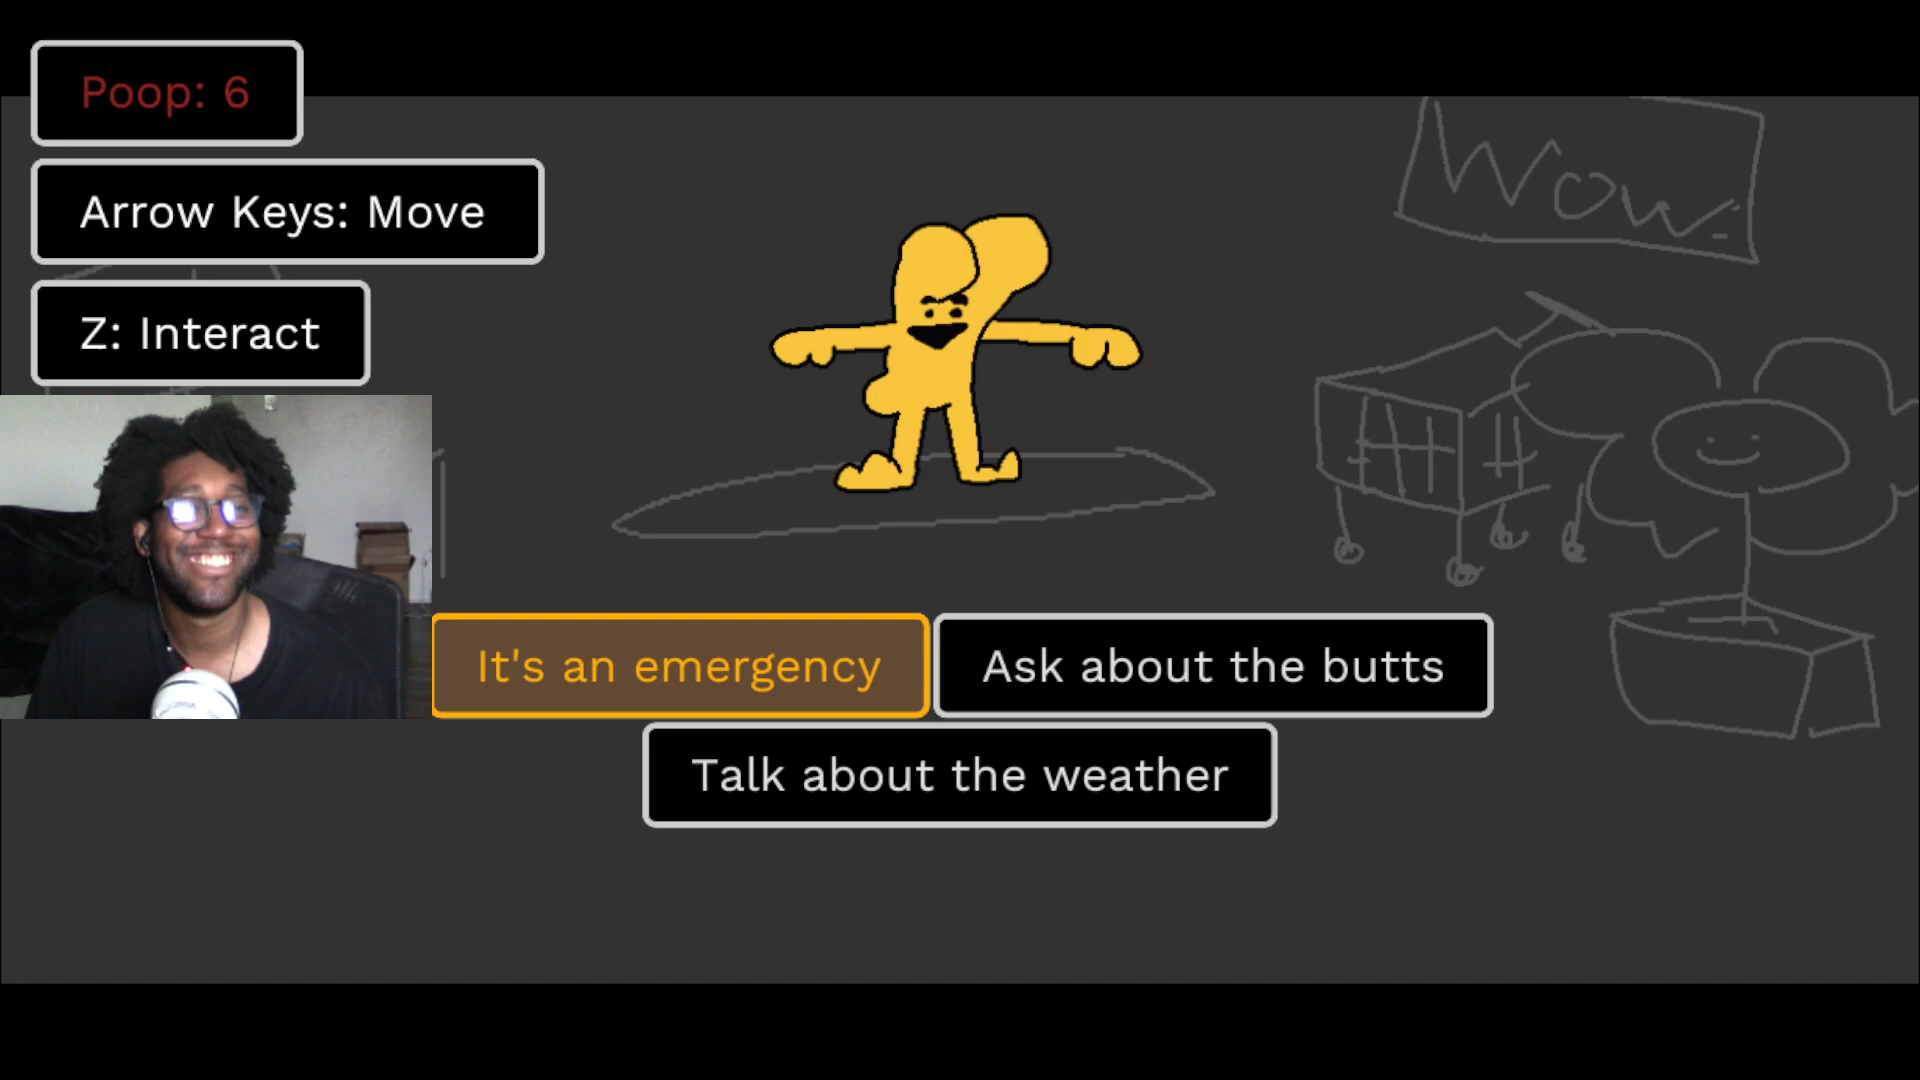 Poop: 6
Wow
Arrow Keys: Move
Z: Interact
It's an emergency
Ask about the butts
Talk about the weather